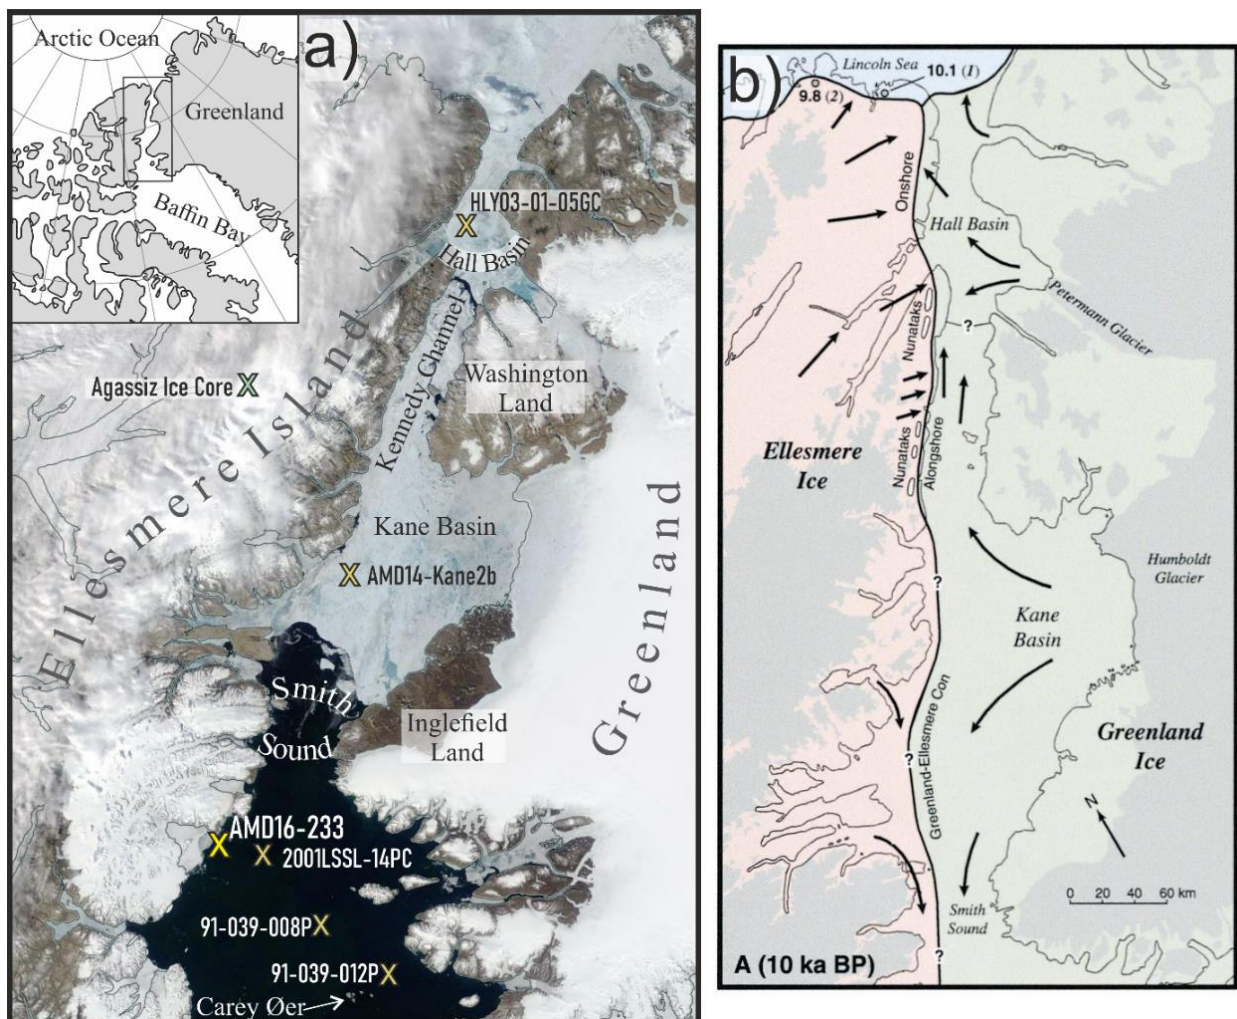 a)
Arctic Ocean
Greenland
Baffin Bay
HLY03-01-05GC
Hall Basin
Kennedy Channel
Washington
Land
Agassiz Ice Core
Ellesmere Island
Kane Basin
AMD14-Kane2b
Greenland
Smith
Sound
Inglefield
Land
AMD16-233
2001LSSL-14PC
91-039-008P
91-039-012P
Carey Øer
b)
Lincoln Sea
10.1 (1)
9.8 (2)
Onshore
Hall Basin
Petermann Glacier
Nunataks
?
Ellesmere
Ice
Nunataks
Alongshore
Humboldt
Glacier
?
Kane
Basin
Greenland-Ellesmere Con
?
Greenland
Ice
N
0 20 40 60 km
Smith
Sound
?
A (10 ka BP)